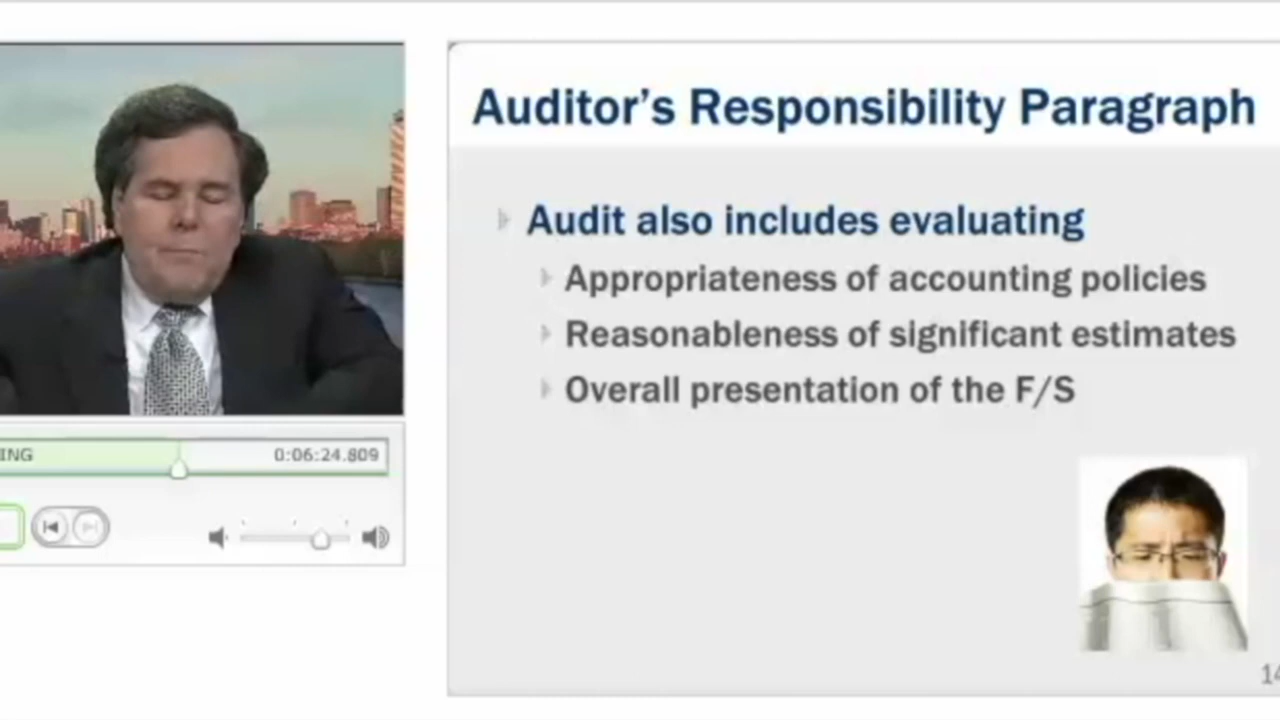 Auditor's Responsibility Paragraph
Audit also includes evaluating
Appropriateness of accounting policies
Reasonableness of significant estimates
Overall presentation of the F/S
ING
0:06:24.809
14